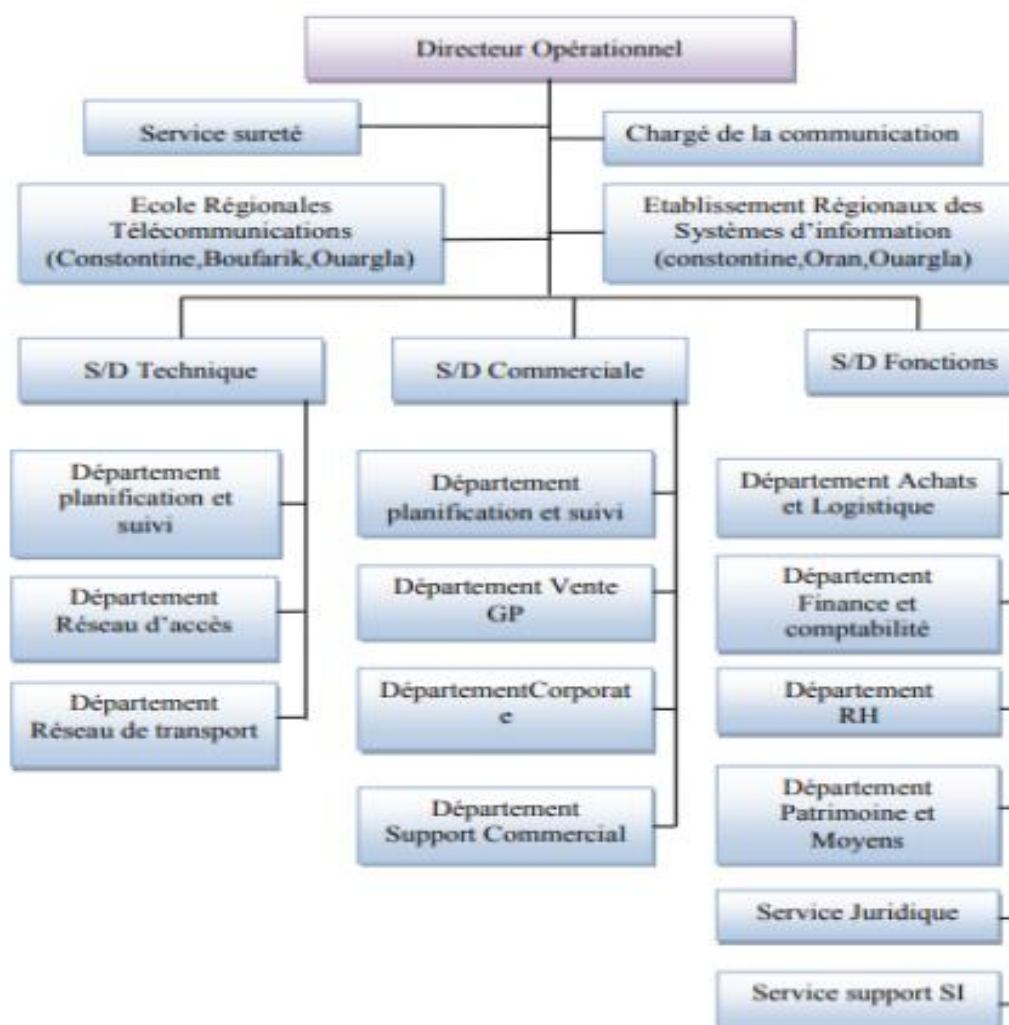 Directeur Opérationnel
Service sureté
Chargé de la communication
Ecole Régionales
Télécommunications
(Constontine,Boufarik,Ouargla)
Etablissement Régionaux des
Systèmes d'information
(constontine,Oran,Ouargla)
S/D Technique
S/D Commerciale
S/D Fonctions
Département
planification et
suivi
Département
Réseau d'accès
Département
Réseau de transport
Département
planification et suivi
Département Vente
GP
DépartementCorporat
e
Département
Support Commercial
Département Achats
et Logistique
Département
Finance et
comptabilité
Département
RH
Département
Patrimoine et
Moyens
Service Juridique
Service support SI